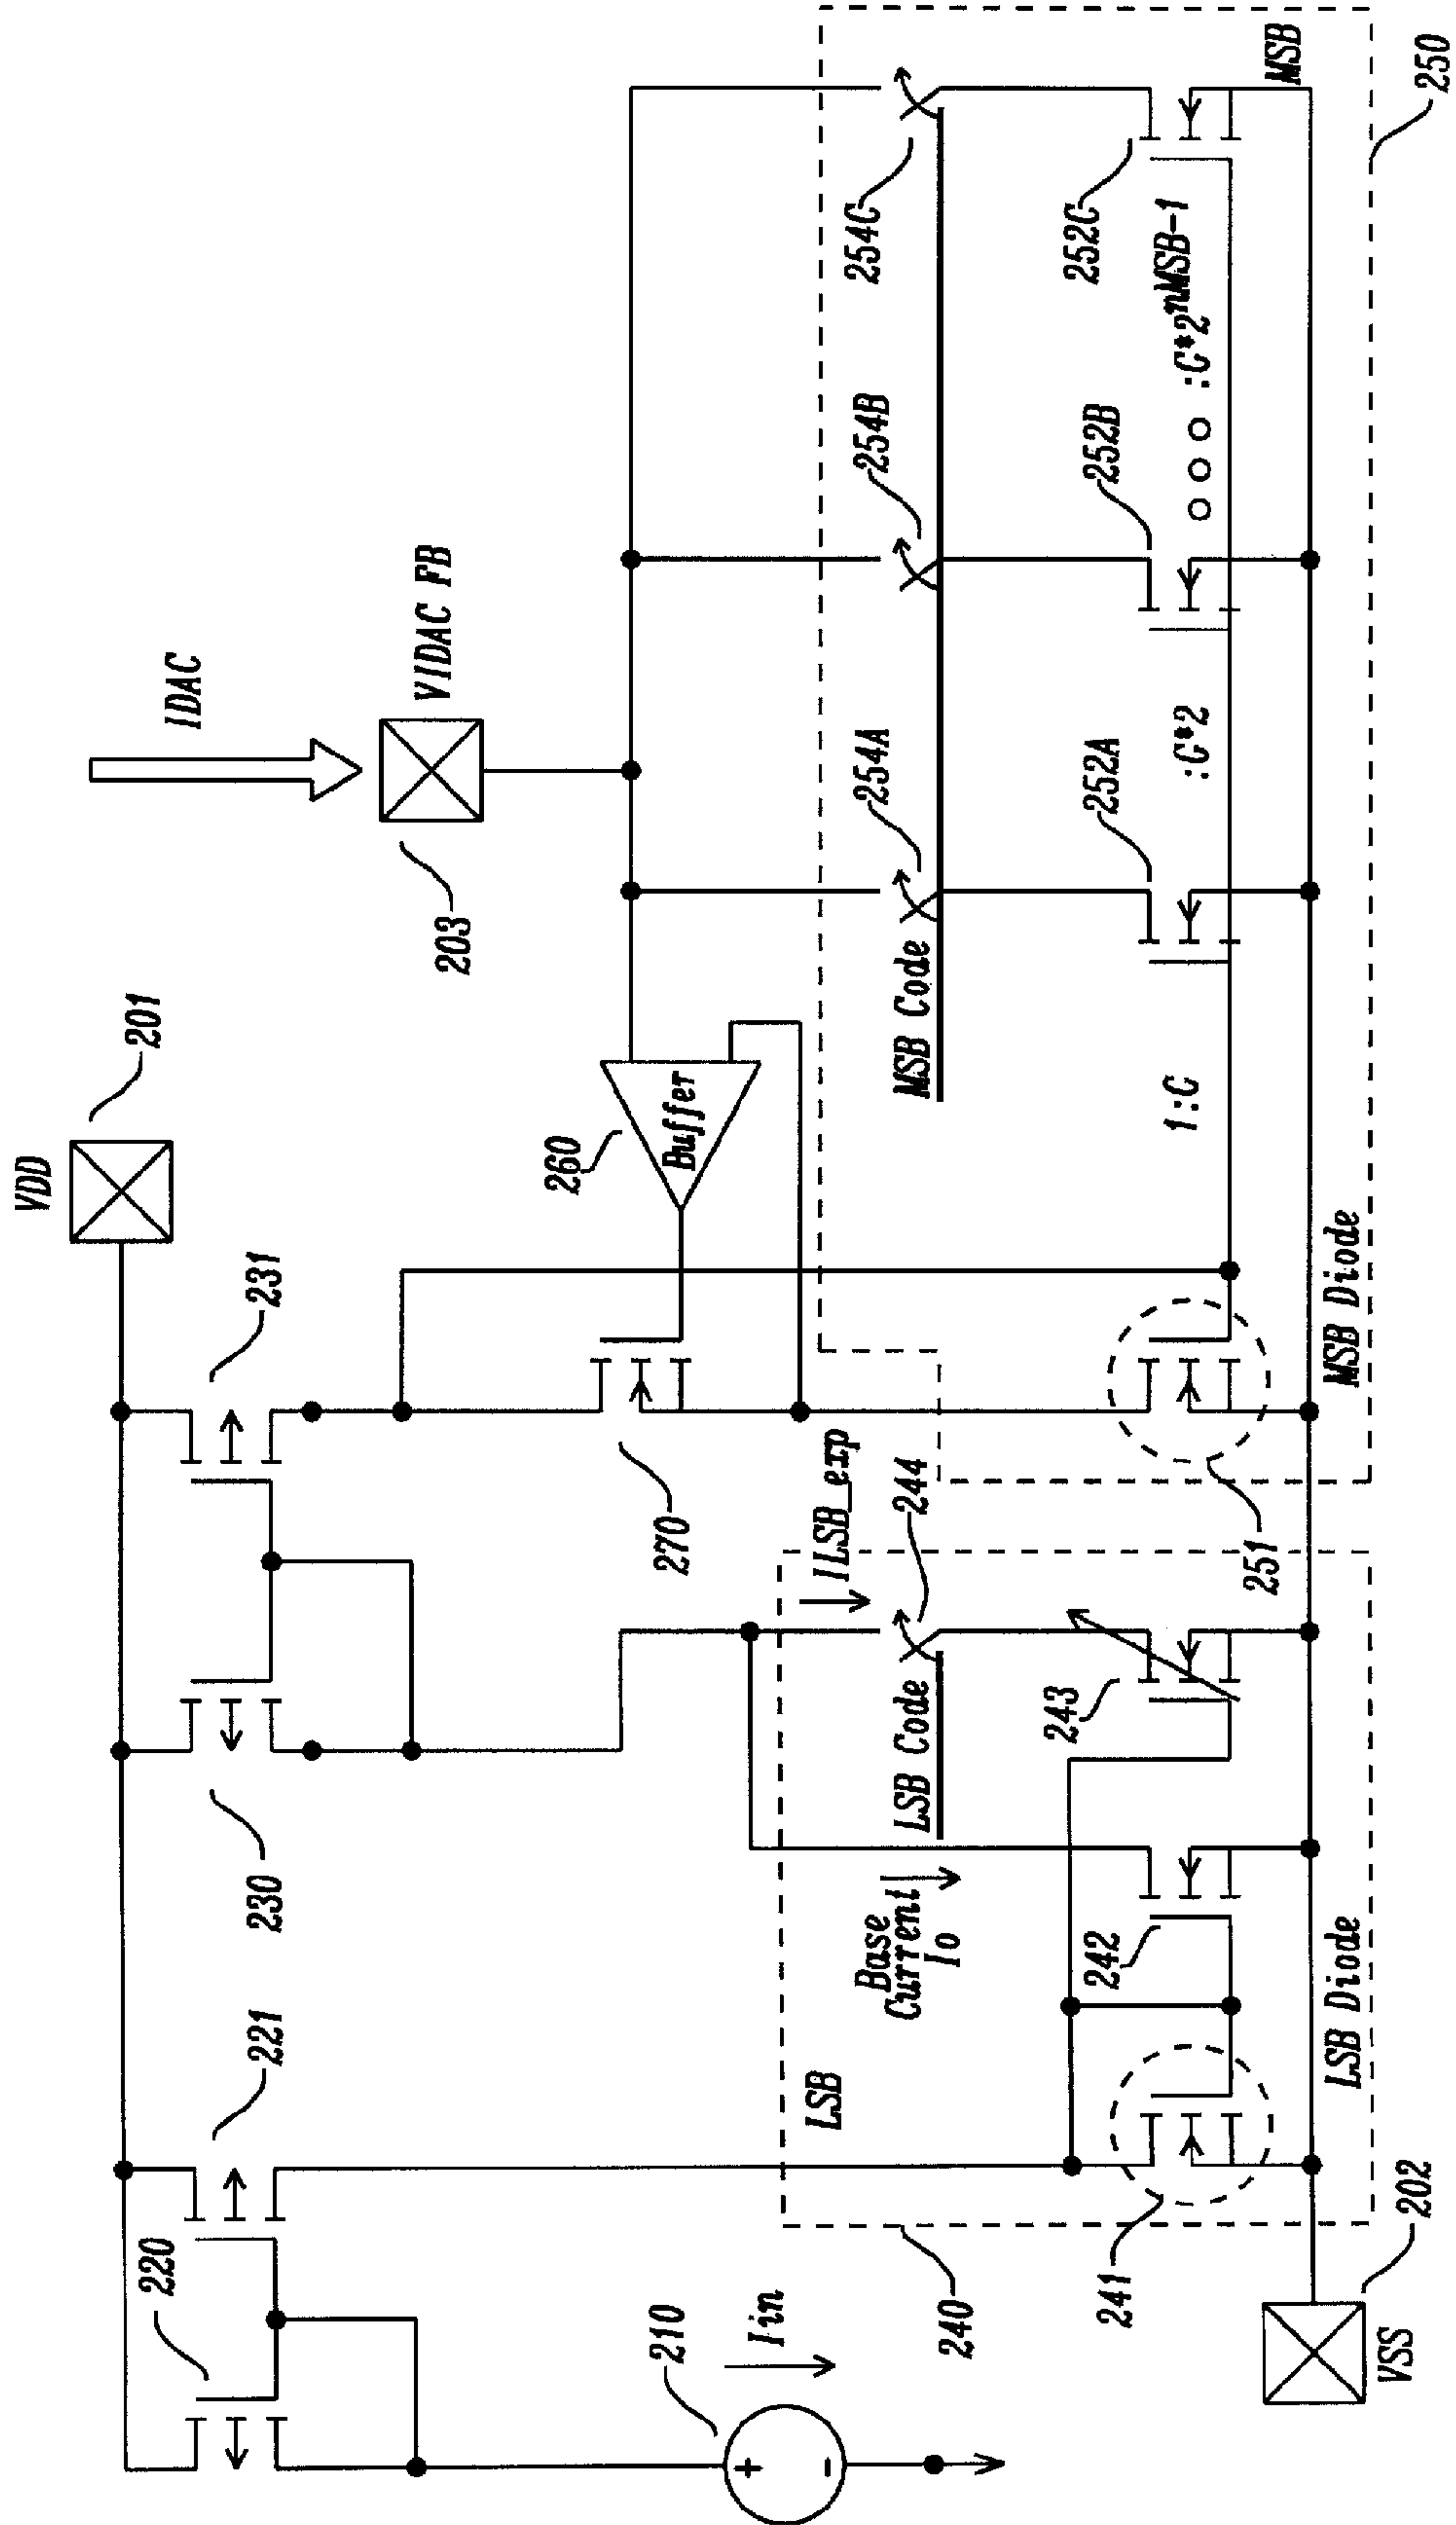 VDD
201
IDAC
VIDAC FB
203
220
221
230
231
260
Buffer
270
210
Iin
LSB
Base
Current
Io
LSB Code
ILSB_exp
244
MSB Code
254A
254B
254C
240
241
242
243
251
252A
252B
252C
1:C
:C*2
:C*2^nMSB-1
MSB
LSB Diode
MSB Diode
VSS
202
250